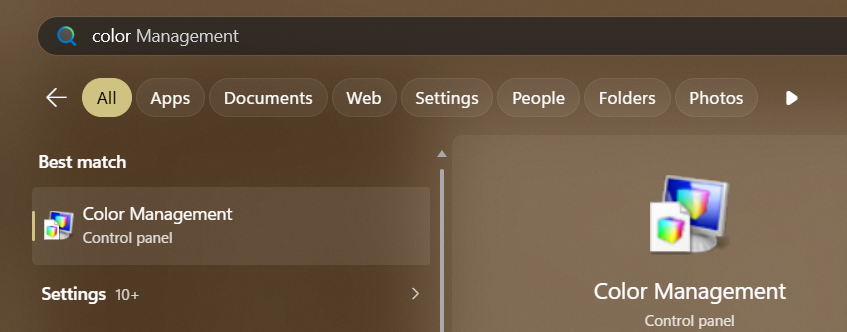 color Management
All Apps Documents Web Settings People Folders Photos
Best match
Color Management
Control panel
Settings 10+
Color Management
Control panel